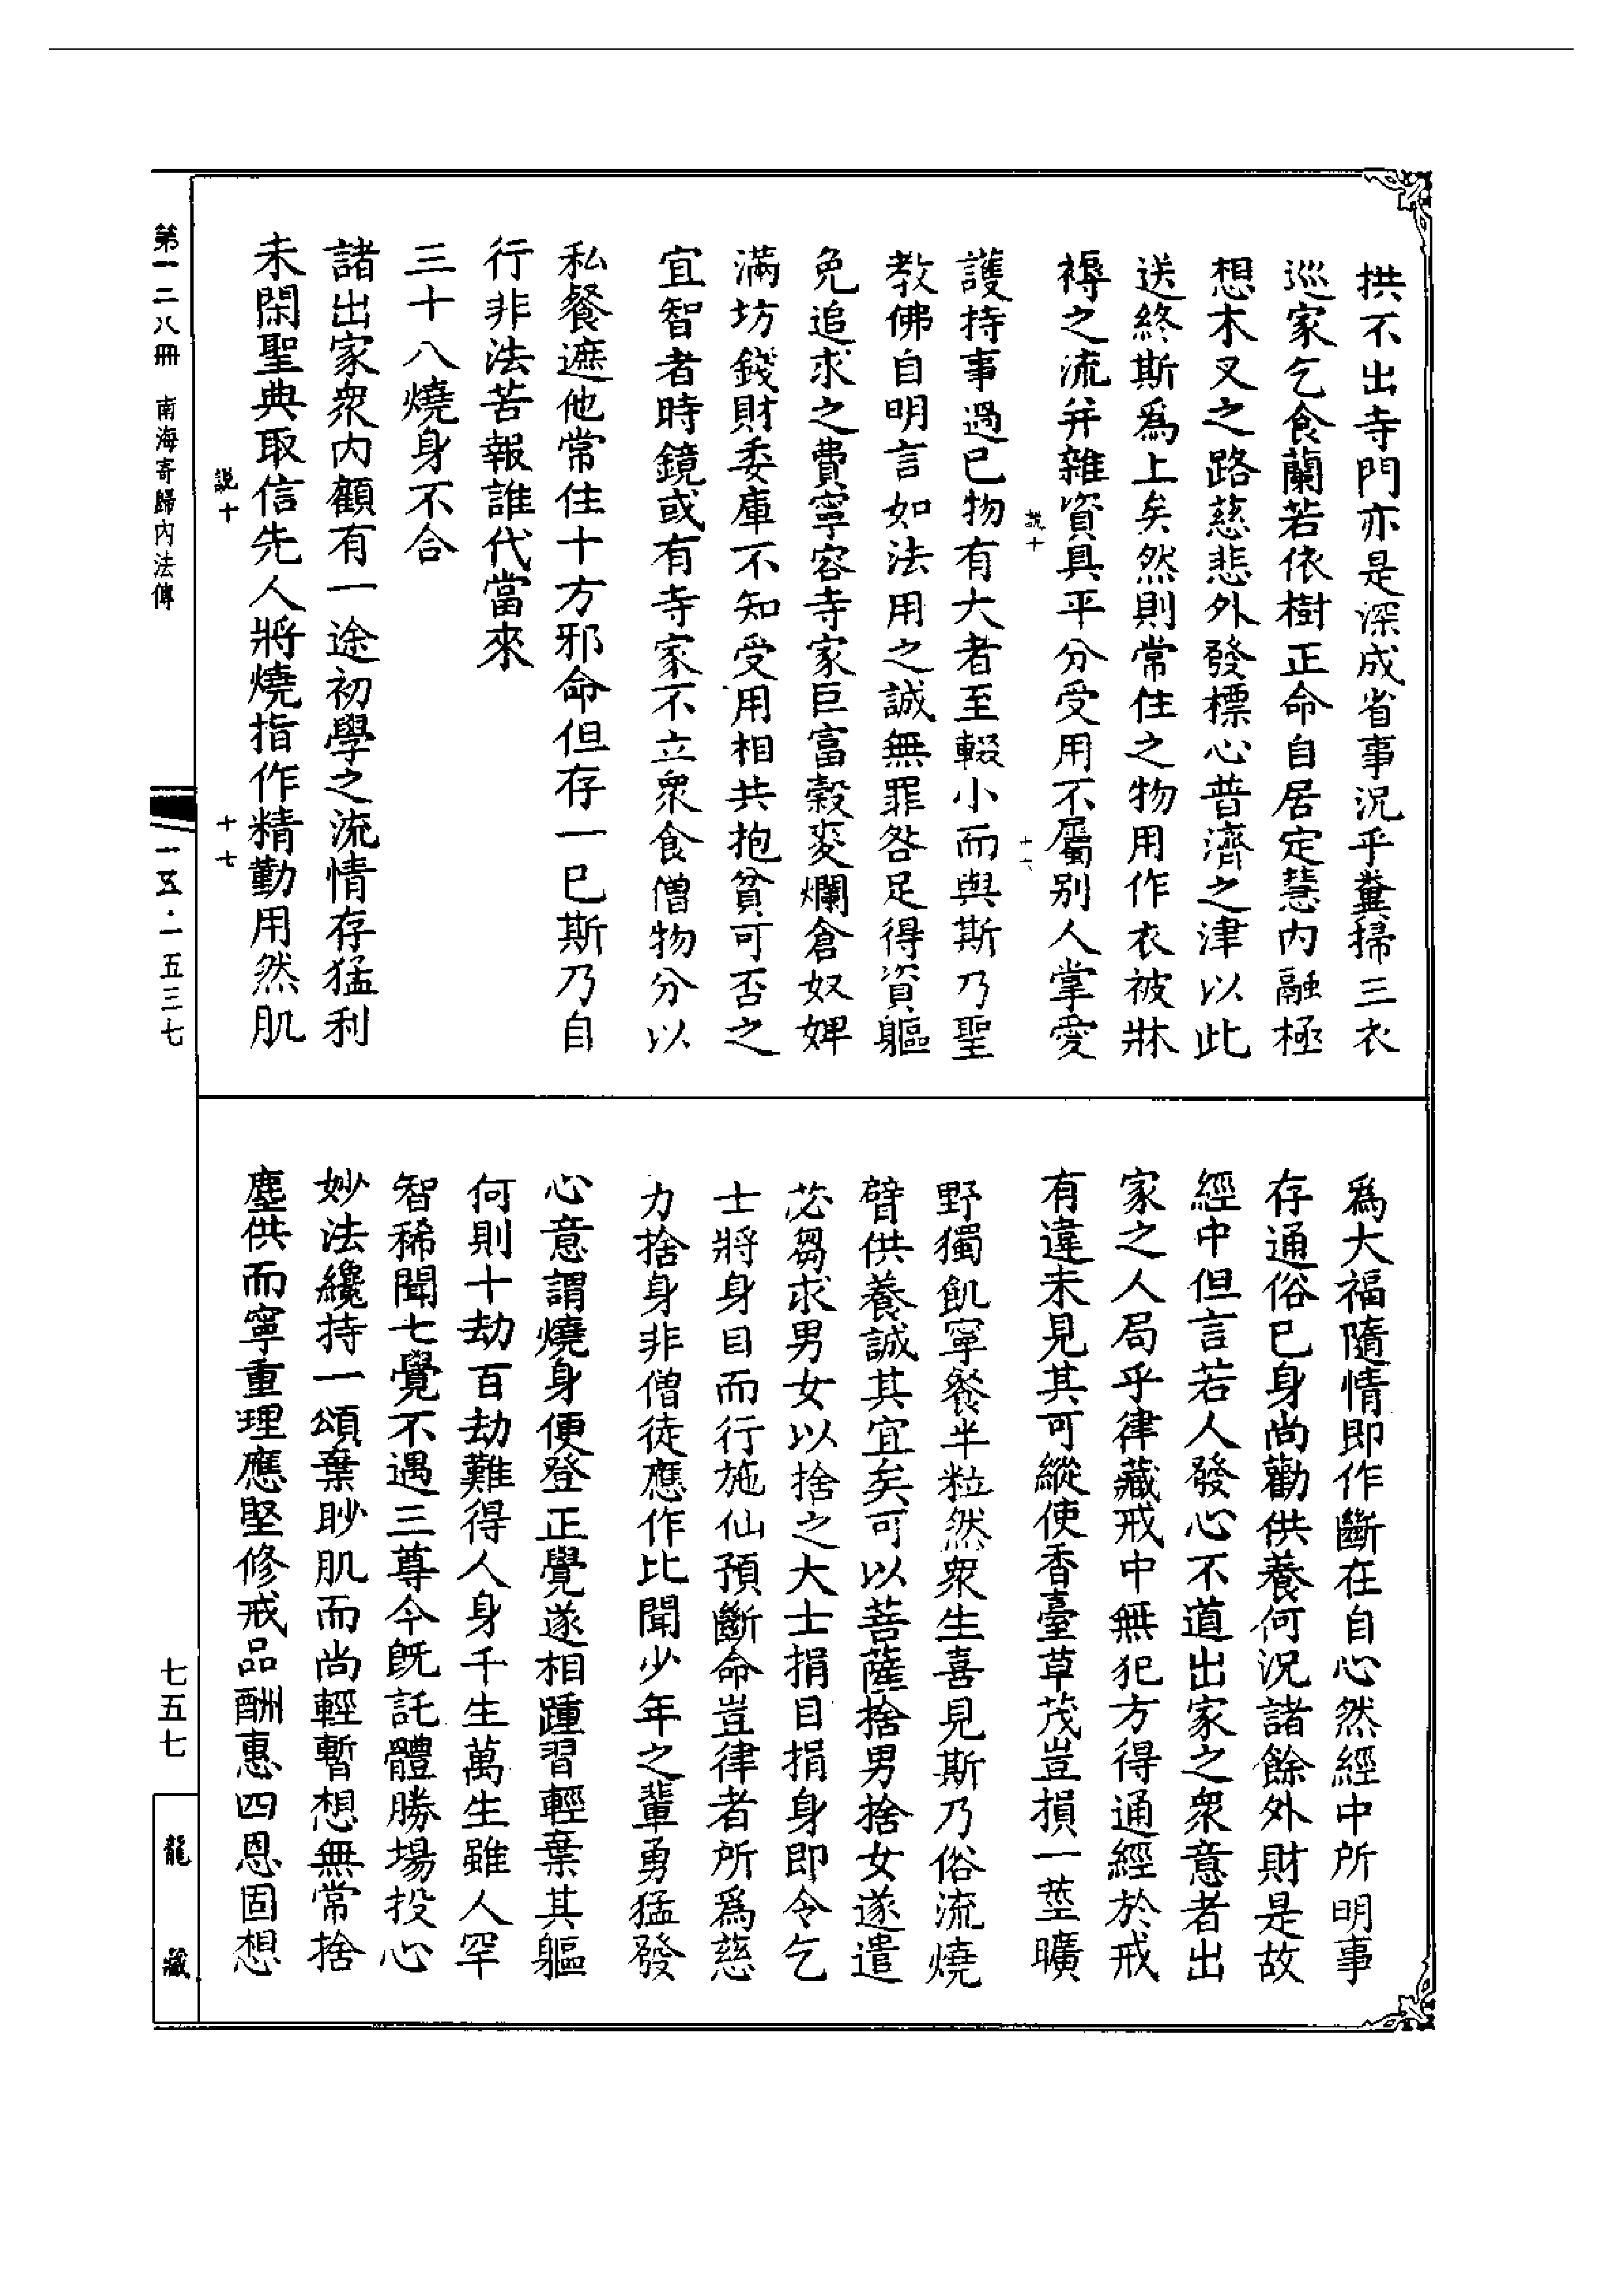 拱不出寺門亦是深成省事況乎糞掃三衣
巡家乞食蘭若依樹正命自居定慧內融極
想木叉之路慈悲外發標心普濟之津以此
送終斯爲上矣然則常住之物用作衣被牀
褥之流并雜資具平分受用不屬別人掌愛
說十
十六
護持事過已物有大者至輟小而與斯乃聖
教佛自明言如法用之誠無罪咎足得資軀
免追求之費寧容寺家巨富穀麥爛倉奴婢
滿坊錢財委庫不知受用相共抱貧可否之
宜智者時鏡或有寺家不立衆食僧物分以
私餐遮他常住十方邪命但存一已斯乃自
行非法苦報誰代當來
三十八燒身不合
諸出家衆內顧有一途初學之流情存猛利
未閑聖典取信先人將燒指作精勤用然肌
說十
十七
爲大福隨情即作斷在自心然經中所明事
存通俗已身尚勸供養何況諸餘外財是故
經中但言若人發心不道出家之衆意者出
家之人局乎律藏戒中無犯方得通經於戒
有違未見其可縱使香臺草茂豈損一莖曠
野獨飢寧餐半粒然衆生喜見斯乃俗流燒
臂供養誠其宜矣可以菩薩捨男捨女遂遣
苾芻求男女以捨之大士捐目捐身即令乞
士將身目而行施仙預斷命豈律者所爲慈
力捨身非僧徒應作比聞少年之輩勇猛發
心意謂燒身便登正覺遂相踵習輕棄其軀
何則十劫百劫難得人身千生萬生雖人罕
智稀聞七覺不遇三尊今旣託體勝場投心
妙法纔持一頌棄眇肌而尚輕暫想無常捨
塵供而寧重理應堅修戒品酬惠四恩固想
第一二八冊　南海寄歸內法傳
一五·一五三七
七五七
龍藏